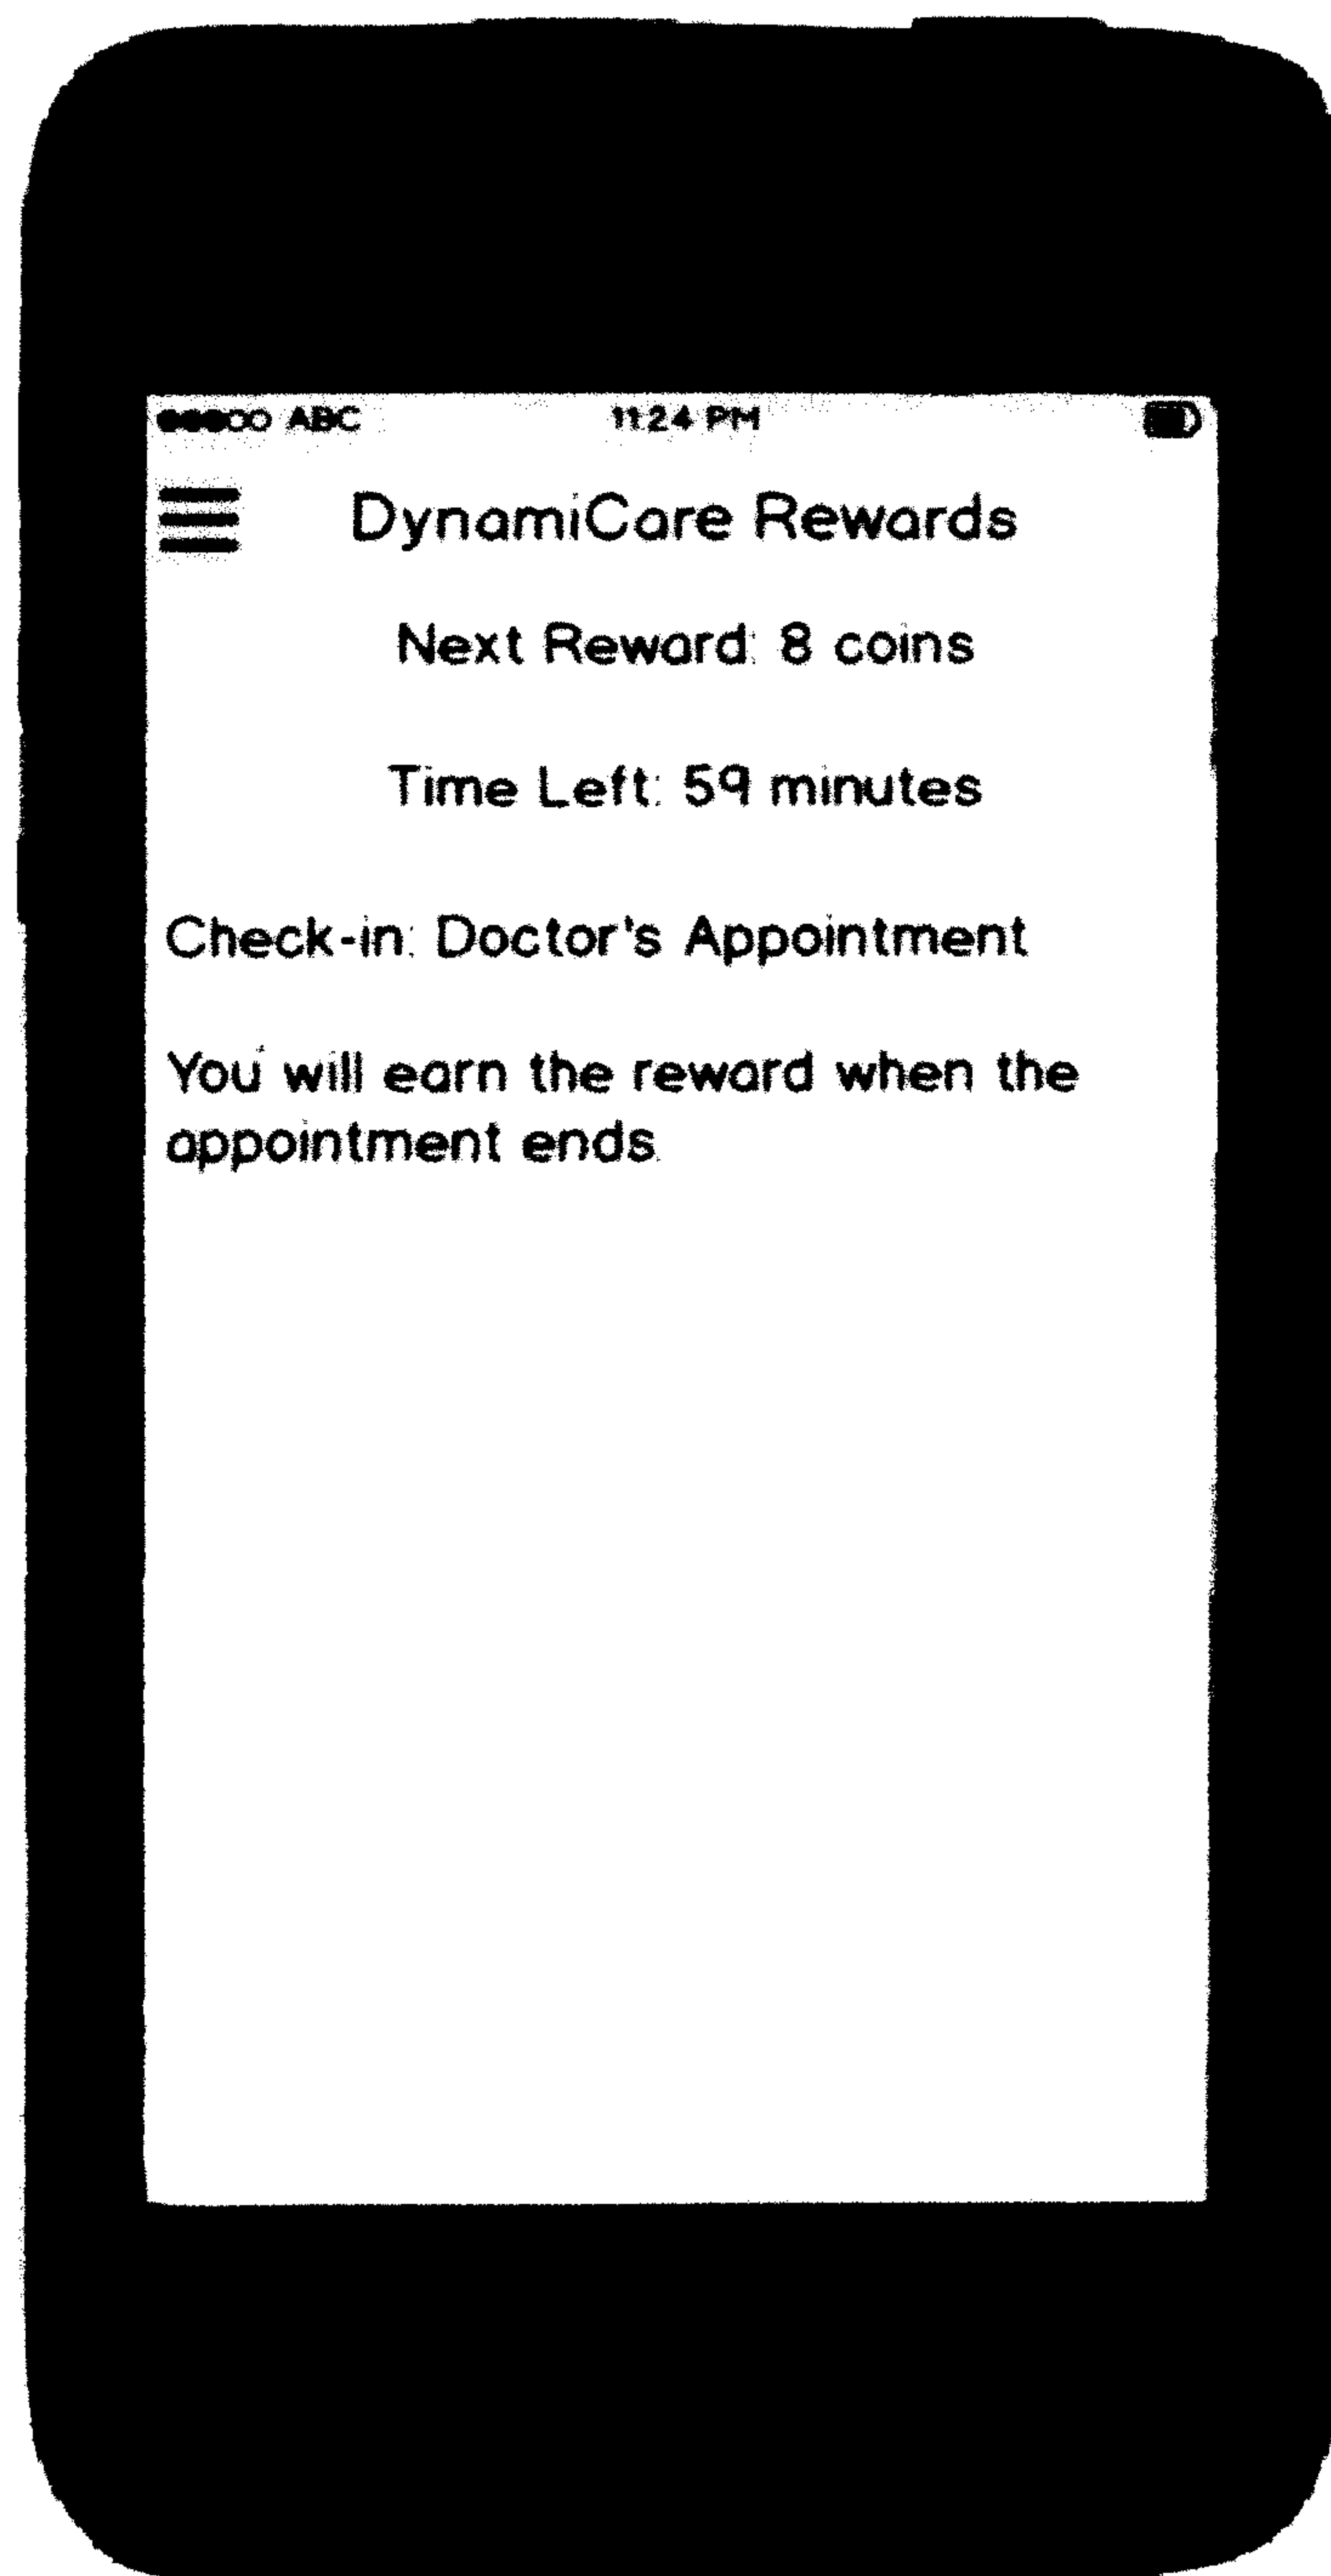 ABC 11:24 PM
DynamiCare Rewards
Next Reward: 8 coins
Time Left: 59 minutes
Check-in: Doctor's Appointment
You will earn the reward when the
appointment ends.